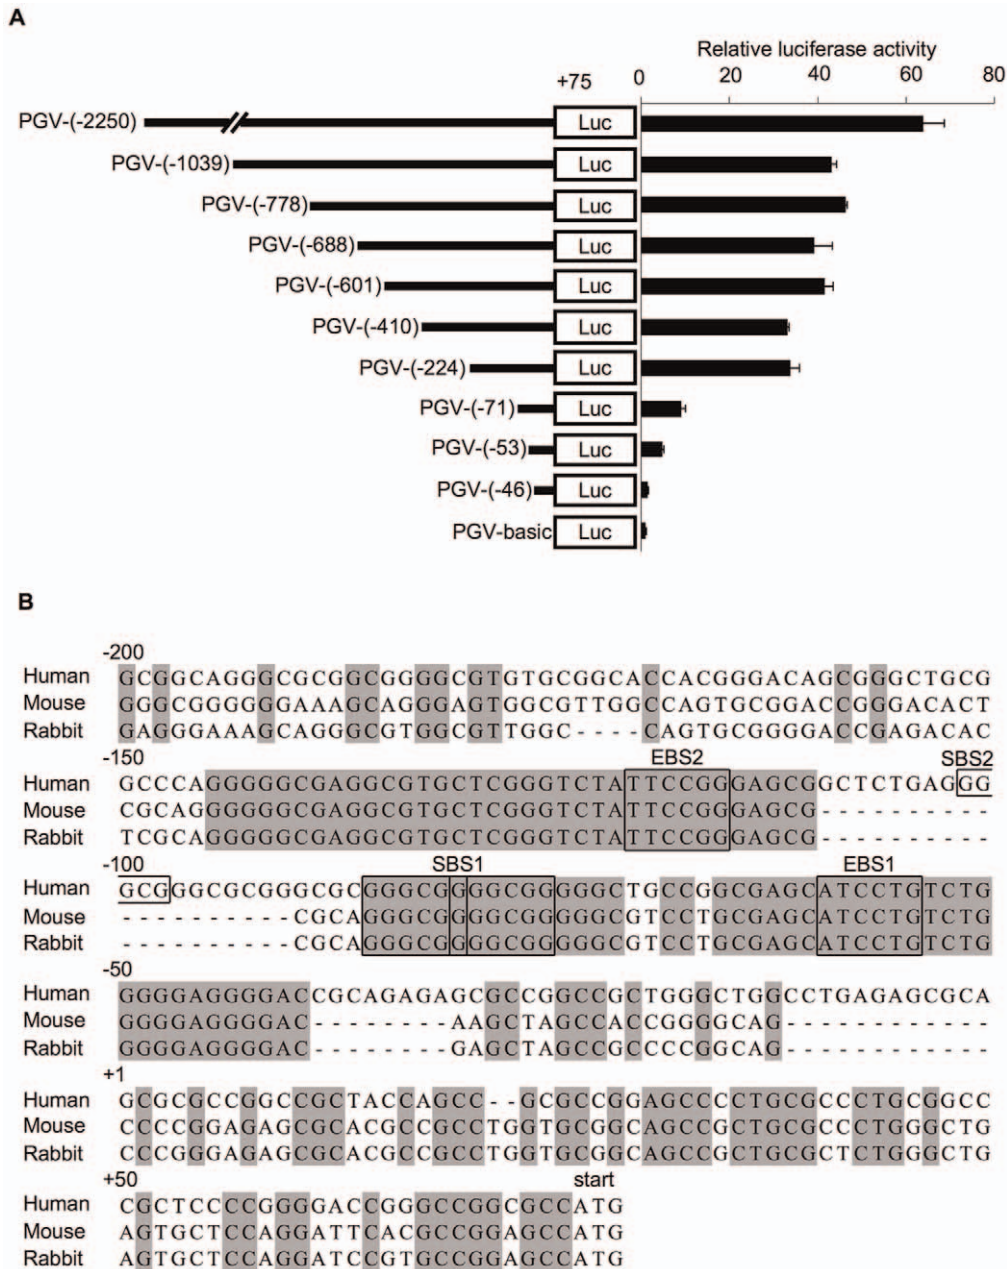 A
Relative luciferase activity
+75 0 20 40 60 80
PGV-(-2250) Luc
PGV-(-1039) Luc
PGV-(-778) Luc
PGV-(-688) Luc
PGV-(-601) Luc
PGV-(-410) Luc
PGV-(-224) Luc
PGV-(-71) Luc
PGV-(-53) Luc
PGV-(-46) Luc
PGV-basic Luc
B
-200
Human GCGGCAGGGCGCGGCGGGGCGTGTGCGGCACCACGGGACAGCGGGCTGCG
Mouse GGGCGGGGGGAAAGCAGGGAGTGGCGTTGGCCAGTGCGGACCGGGACACT
Rabbit GAGGGAAAGCAGGGCGTGGCGTTGGC----CAGTGCGGGGACCGAGACAC
-150 EBS2 SBS2
Human GCCCAGGGGGCGAGGCGTGCTCGGGTCTATTCCGGGAGCGGCTCTGAGGG
Mouse CGCAGGGGGGCGAGGCGTGCTCGGGTCTATTCCGGGAGCG----------
Rabbit TCGCAGGGGGCGAGGCGTGCTCGGGTCTATTCCGGGAGCG----------
-100 SBS1 EBS1
Human GCGGGCGCGGGCGCGGGCGGGGCGGGGGCTGCCGGCGAGCATCCTGTCTG
Mouse ----------CGCAGGGCGGGGCGGGGGCGTCCTGCGAGCATCCTGTCTG
Rabbit ----------CGCAGGGCGGGGCGGGGGCGTCCTGCGAGCATCCTGTCTG
-50
Human GGGGAGGGGACCGCAGAGAGCGCCGGCCGCTGGGCTGGCCTGAGAGCGCA
Mouse GGGGAGGGGAC--------AAGCTAGCCACCGGGGCAG------------
Rabbit GGGGAGGGGAC--------GAGCTAGCCGCCCCGGCAG------------
+1
Human GCGCGCCGGCCGCTACCAGCC--GCGCCGGAGCCCCTGCGCCCTGCGGCC
Mouse CCCCGGAGAGCGCACGCCGCCTGGTGCGGCAGCCGCTGCGCCCTGGGCTG
Rabbit CCCGGGAGAGCGCACGCCGCCTGGTGCGGCAGCCGCTGCGCTCTGGGCTG
+50 start
Human CGCTCCCCGGGGACCGGGCCGGCGCCATG
Mouse AGTGCTCCAGGATTCACGCCGGAGCCATG
Rabbit AGTGCTCCAGGATCCGTGCCGGAGCCATG